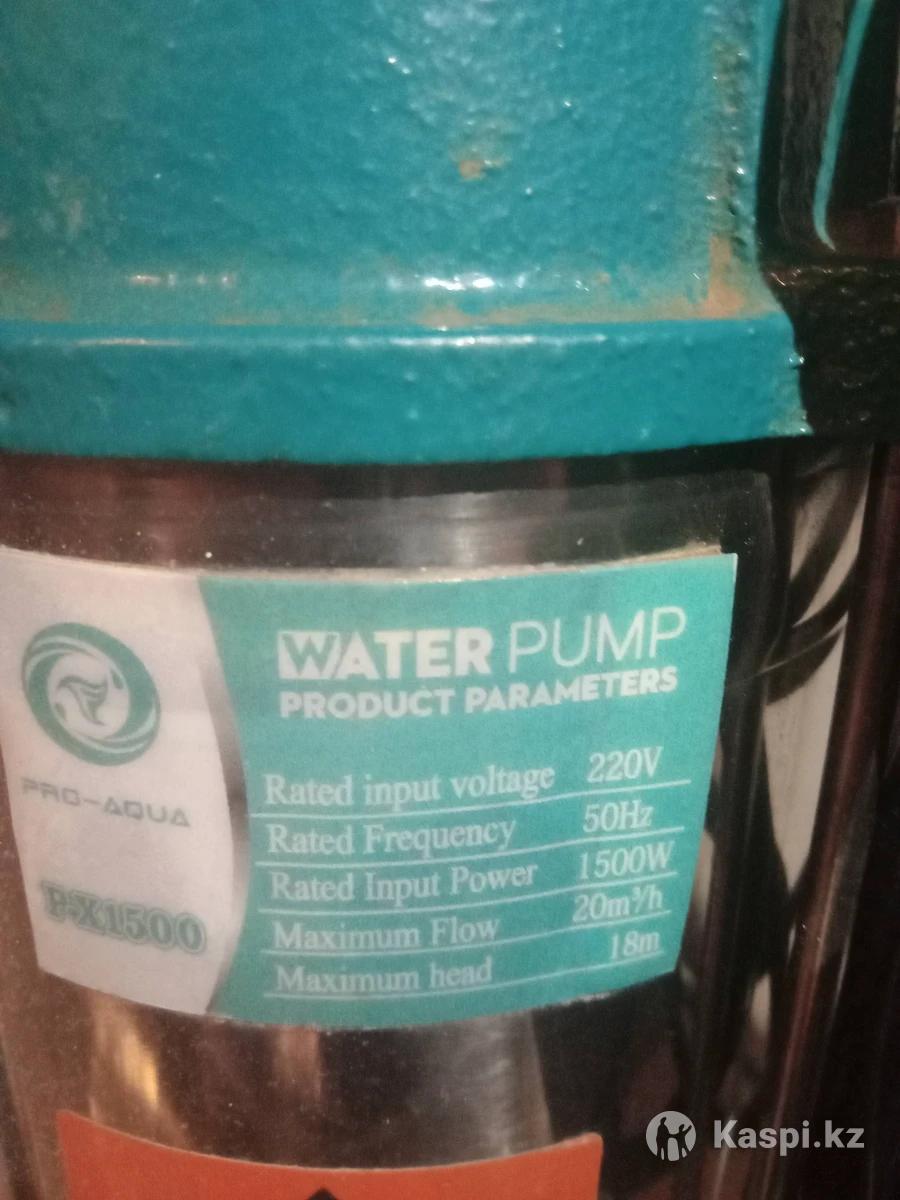 WATER PUMP
PRODUCT PARAMETERS
PRO-AQUA
P-X1500
Rated input voltage 220V
Rated Frequency 50Hz
Rated Input Power 1500W
Maximum Flow 20m³/h
Maximum head 18m
Kaspi.kz